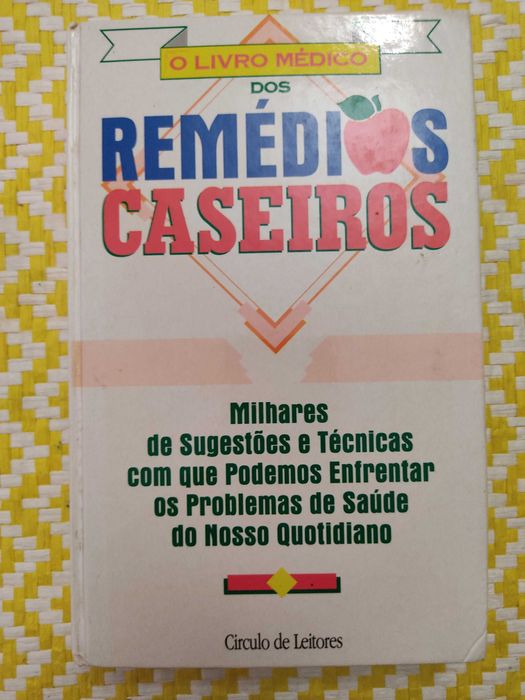 O LIVRO MÉDICO
DOS
REMÉDIOS
CASEIROS
Milhares
de Sugestões e Técnicas
com que Podemos Enfrentar
os Problemas de Saúde
do Nosso Quotidiano
Círculo de Leitores